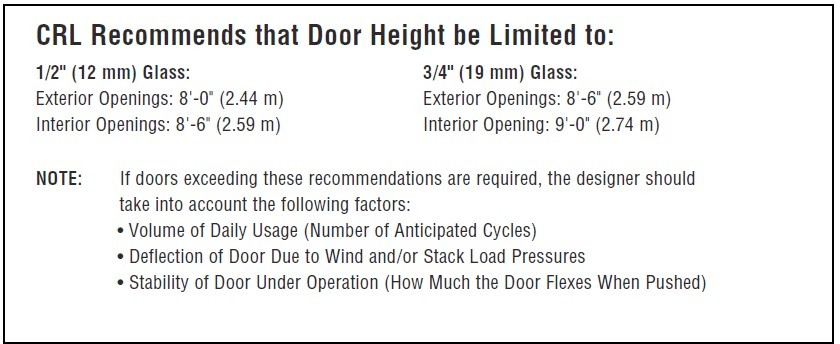 CRL Recommends that Door Height be Limited to:
1/2" (12 mm) Glass:
Exterior Openings: 8'-0" (2.44 m)
Interior Openings: 8'-6" (2.59 m)
3/4" (19 mm) Glass:
Exterior Openings: 8'-6" (2.59 m)
Interior Opening: 9'-0" (2.74 m)
NOTE: If doors exceeding these recommendations are required, the designer should
take into account the following factors:
• Volume of Daily Usage (Number of Anticipated Cycles)
• Deflection of Door Due to Wind and/or Stack Load Pressures
• Stability of Door Under Operation (How Much the Door Flexes When Pushed)